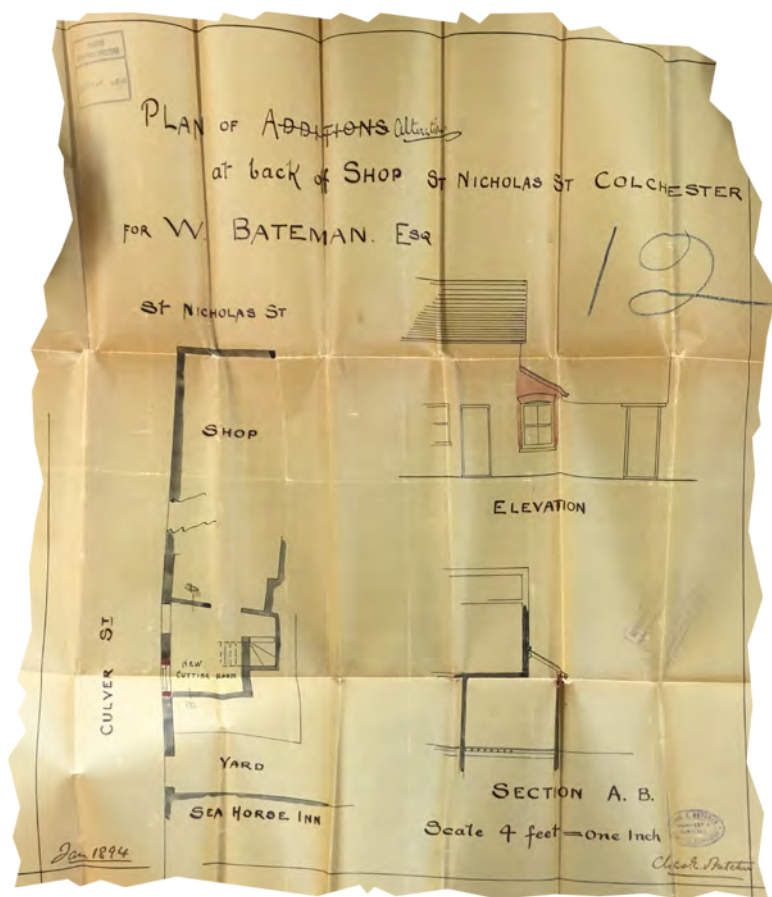 PLAN OF ADDITIONS Alterations
at back of SHOP ST NICHOLAS ST COLCHESTER
FOR W. BATEMAN. ESQ
12
ST NICHOLAS ST
SHOP
ELEVATION
CULVER ST
NEW
CUTTING ROOM
YARD
SEA HORSE INN
SECTION A. B.
Scale 4 feet = One Inch
Jan 1894